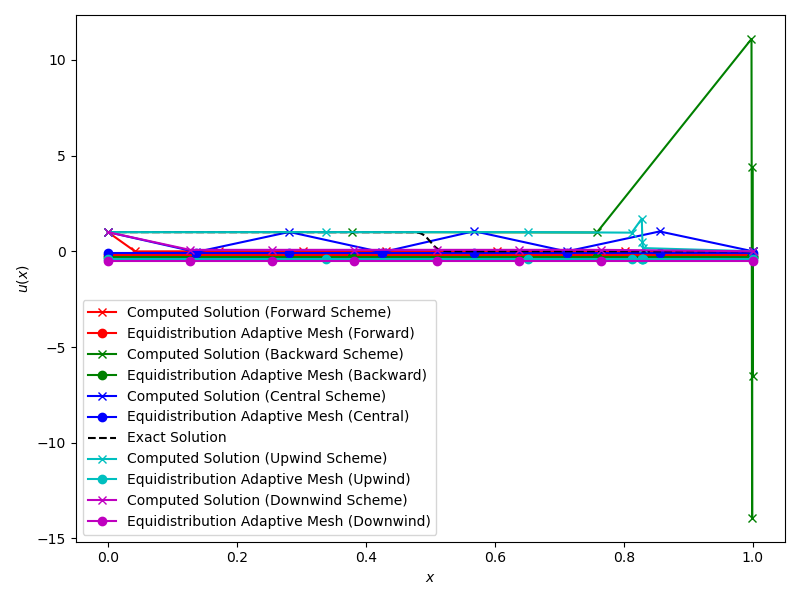 10
5
0
−5
−10
−15
u(x)
Computed Solution (Forward Scheme)
Equidistribution Adaptive Mesh (Forward)
Computed Solution (Backward Scheme)
Equidistribution Adaptive Mesh (Backward)
Computed Solution (Central Scheme)
Equidistribution Adaptive Mesh (Central)
Exact Solution
Computed Solution (Upwind Scheme)
Equidistribution Adaptive Mesh (Upwind)
Computed Solution (Downwind Scheme)
Equidistribution Adaptive Mesh (Downwind)
0.0 0.2 0.4 0.6 0.8 1.0
x